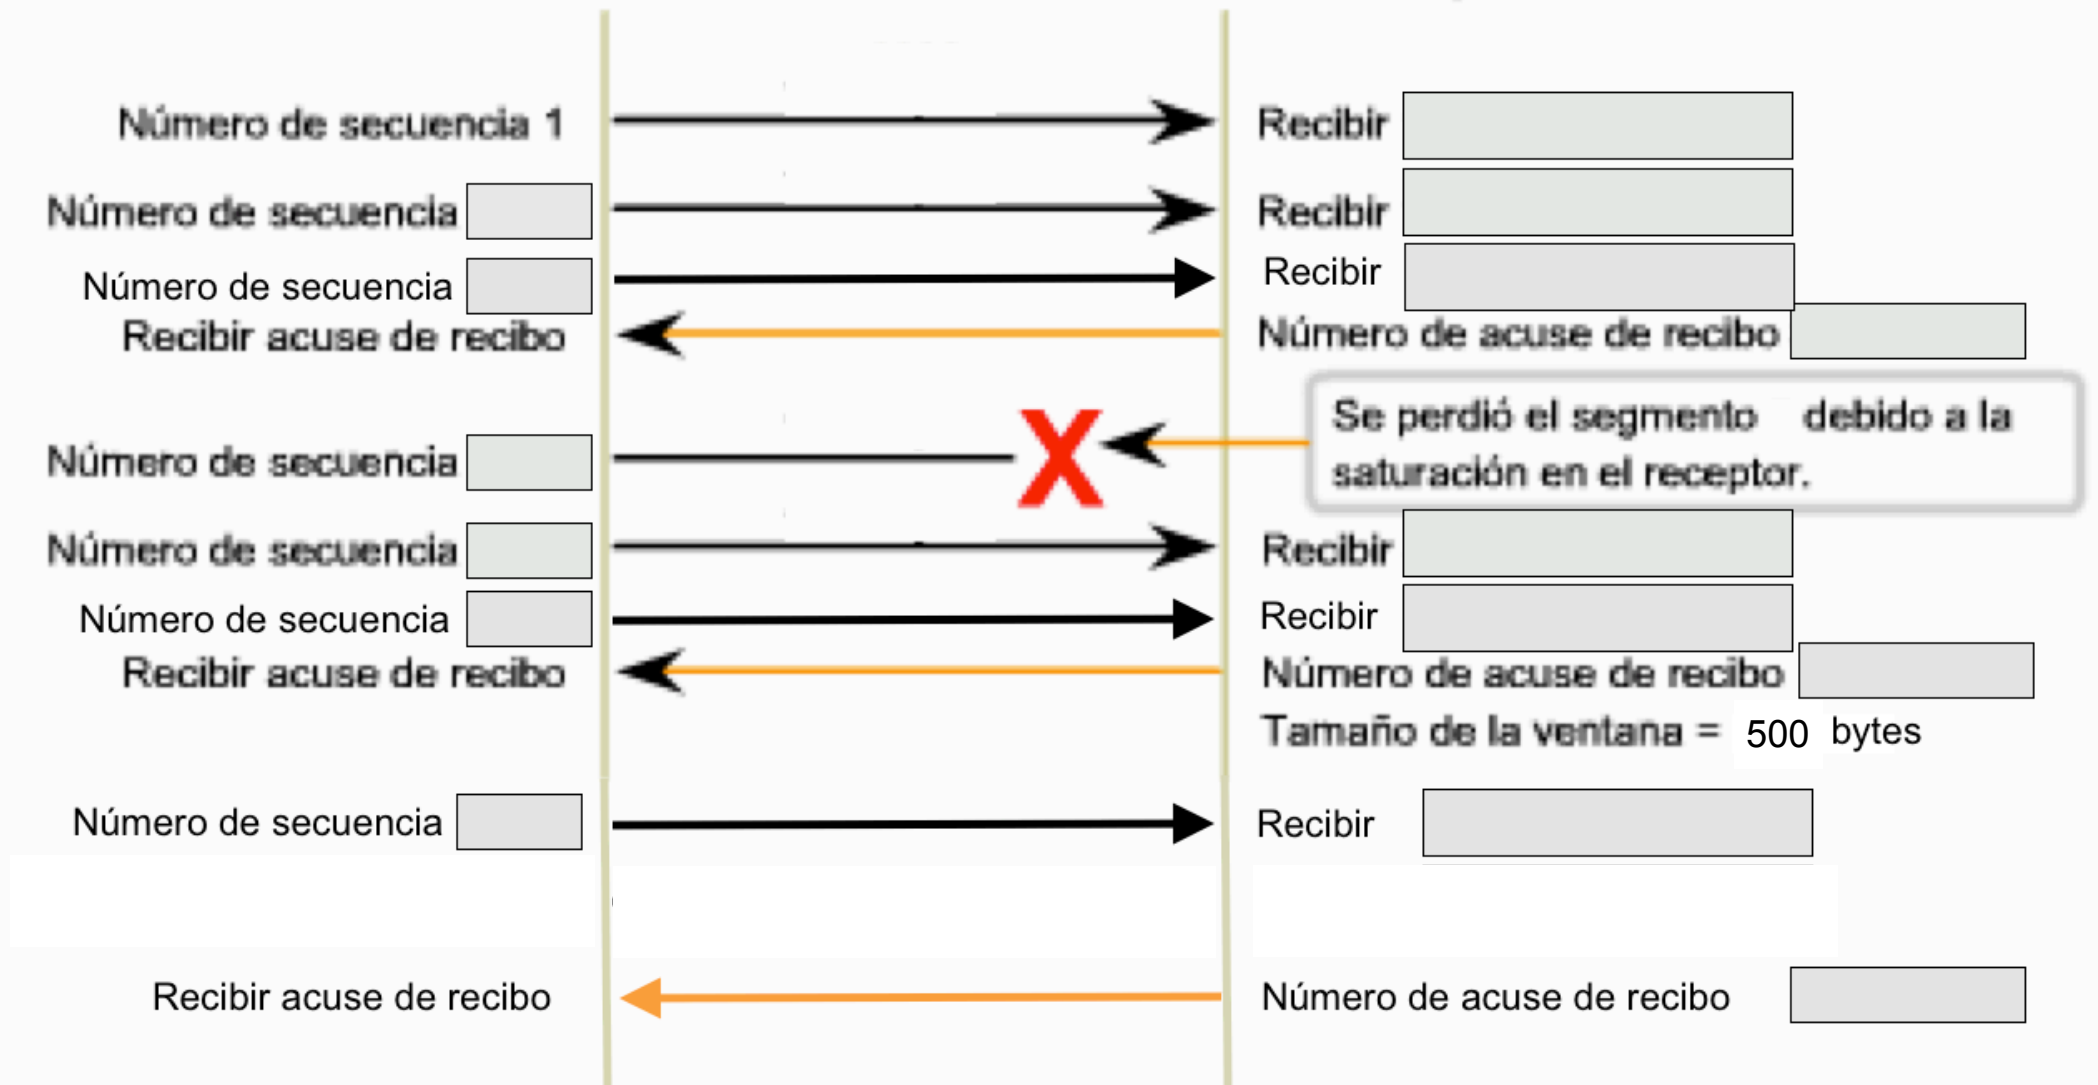 Número de secuencia 1
Recibir
Número de secuencia
Recibir
Número de secuencia
Recibir
Recibir acuse de recibo
Número de acuse de recibo
Se perdió el segmento debido a la
saturación en el receptor.
Número de secuencia
X
Número de secuencia
Recibir
Número de secuencia
Recibir
Recibir acuse de recibo
Número de acuse de recibo
Tamaño de la ventana = 500 bytes
Número de secuencia
Recibir
Recibir acuse de recibo
Número de acuse de recibo